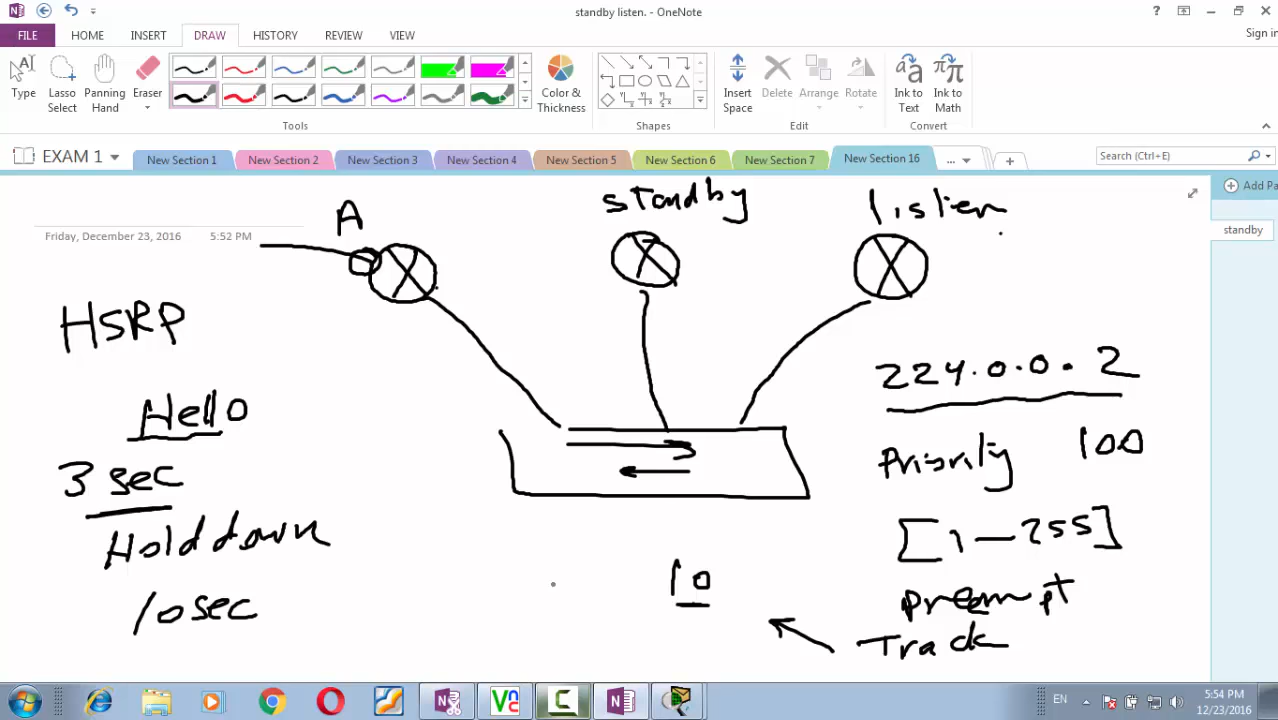 standby listen. - OneNote
?
Sign in
FILE HOME INSERT DRAW HISTORY REVIEW VIEW
Type
Lasso Select
Panning Hand
Eraser
Color & Thickness
Insert Space
Delete
Arrange
Rotate
Ink to Text
Ink to Math
Tools
Shapes
Edit
Convert
EXAM 1
New Section 1
New Section 2
New Section 3
New Section 4
New Section 5
New Section 6
New Section 7
New Section 16
...
Search (Ctrl+E)
Add Pa
standby
Friday, December 23, 2016 5:52 PM
A
standby
listen
HSRP
Hello
3 sec
Holddown
10sec
224.0.0.2
Priority 100
[1-255]
preempt
Track
10
EN
5:54 PM
12/23/2016